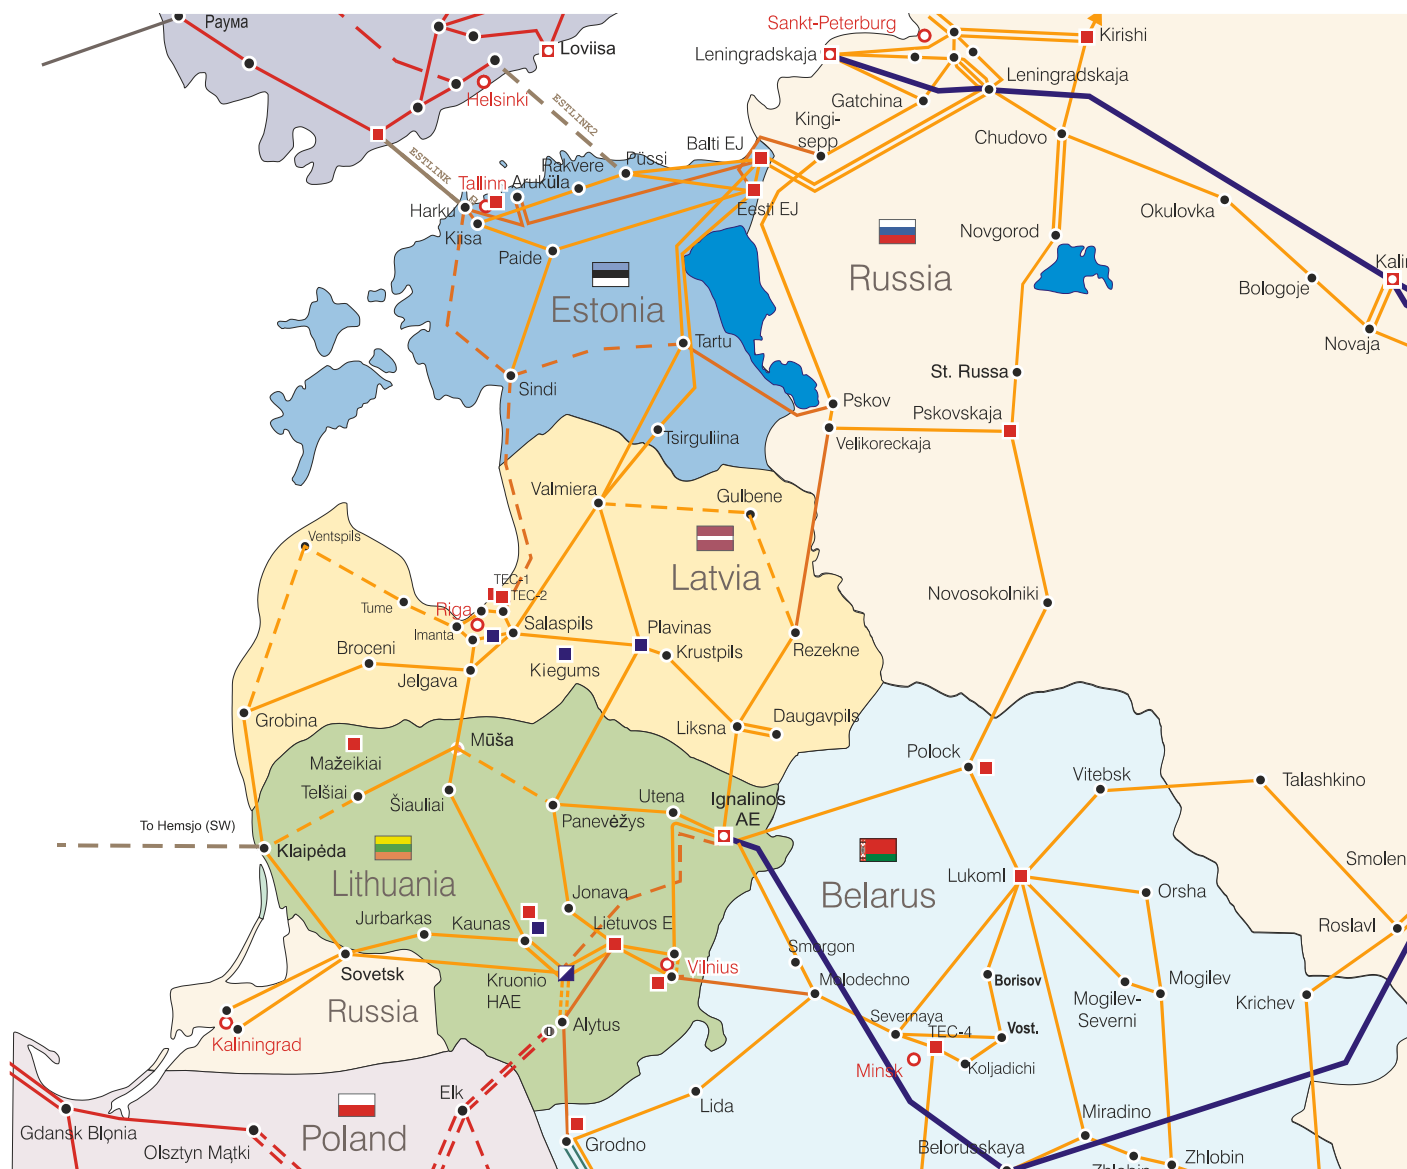 Раума
Loviisa
Helsinki
ESTLINK2
ESTLINK
Sankt-Peterburg
Leningradskaja
Kirishi
Leningradskaja
Gatchina
Kingi-
sepp
Chudovo
Balti EJ
Püssi
Rakvere
Aruküla
Tallinn
Harku
Kiisa
Eesti EJ
Paide
Okulovka
Novgorod
Russia
Kalin
Bologoje
Novaja
Estonia
Tartu
Sindi
St. Russa
Pskov
Pskovskaja
Velikoreckaja
Tsirguliina
Valmiera
Gulbene
Ventspils
Latvia
TEC-1
TEC-2
Tume
Riga
Imanta
Salaspils
Plavinas
Novosokolniki
Broceni
Jelgava
Kiegums
Krustpils
Rezekne
Grobina
Liksna
Daugavpils
Mūša
Mažeikiai
Telšiai
Šiauliai
Polock
Vitebsk
Talashkino
Utena
Ignalinos
AE
Panevėžys
To Hemsjo (SW)
Klaipėda
Lithuania
Belarus
Lukoml
Smolen
Orsha
Jonava
Jurbarkas
Kaunas
Lietuvos E
Roslavl
Smorgon
Vilnius
Sovetsk
Kruonio
HAE
Molodechno
Borisov
Mogilev
Mogilev-
Severni
Krichev
Russia
Alytus
Severnaya
TEC-4
Vost.
Kaliningrad
Minsk
Koljadichi
Elk
Lida
Gdansk Błonia
Poland
Miradino
Olsztyn Mątki
Grodno
Belorusskaya
Zhlobin
Zhlobin